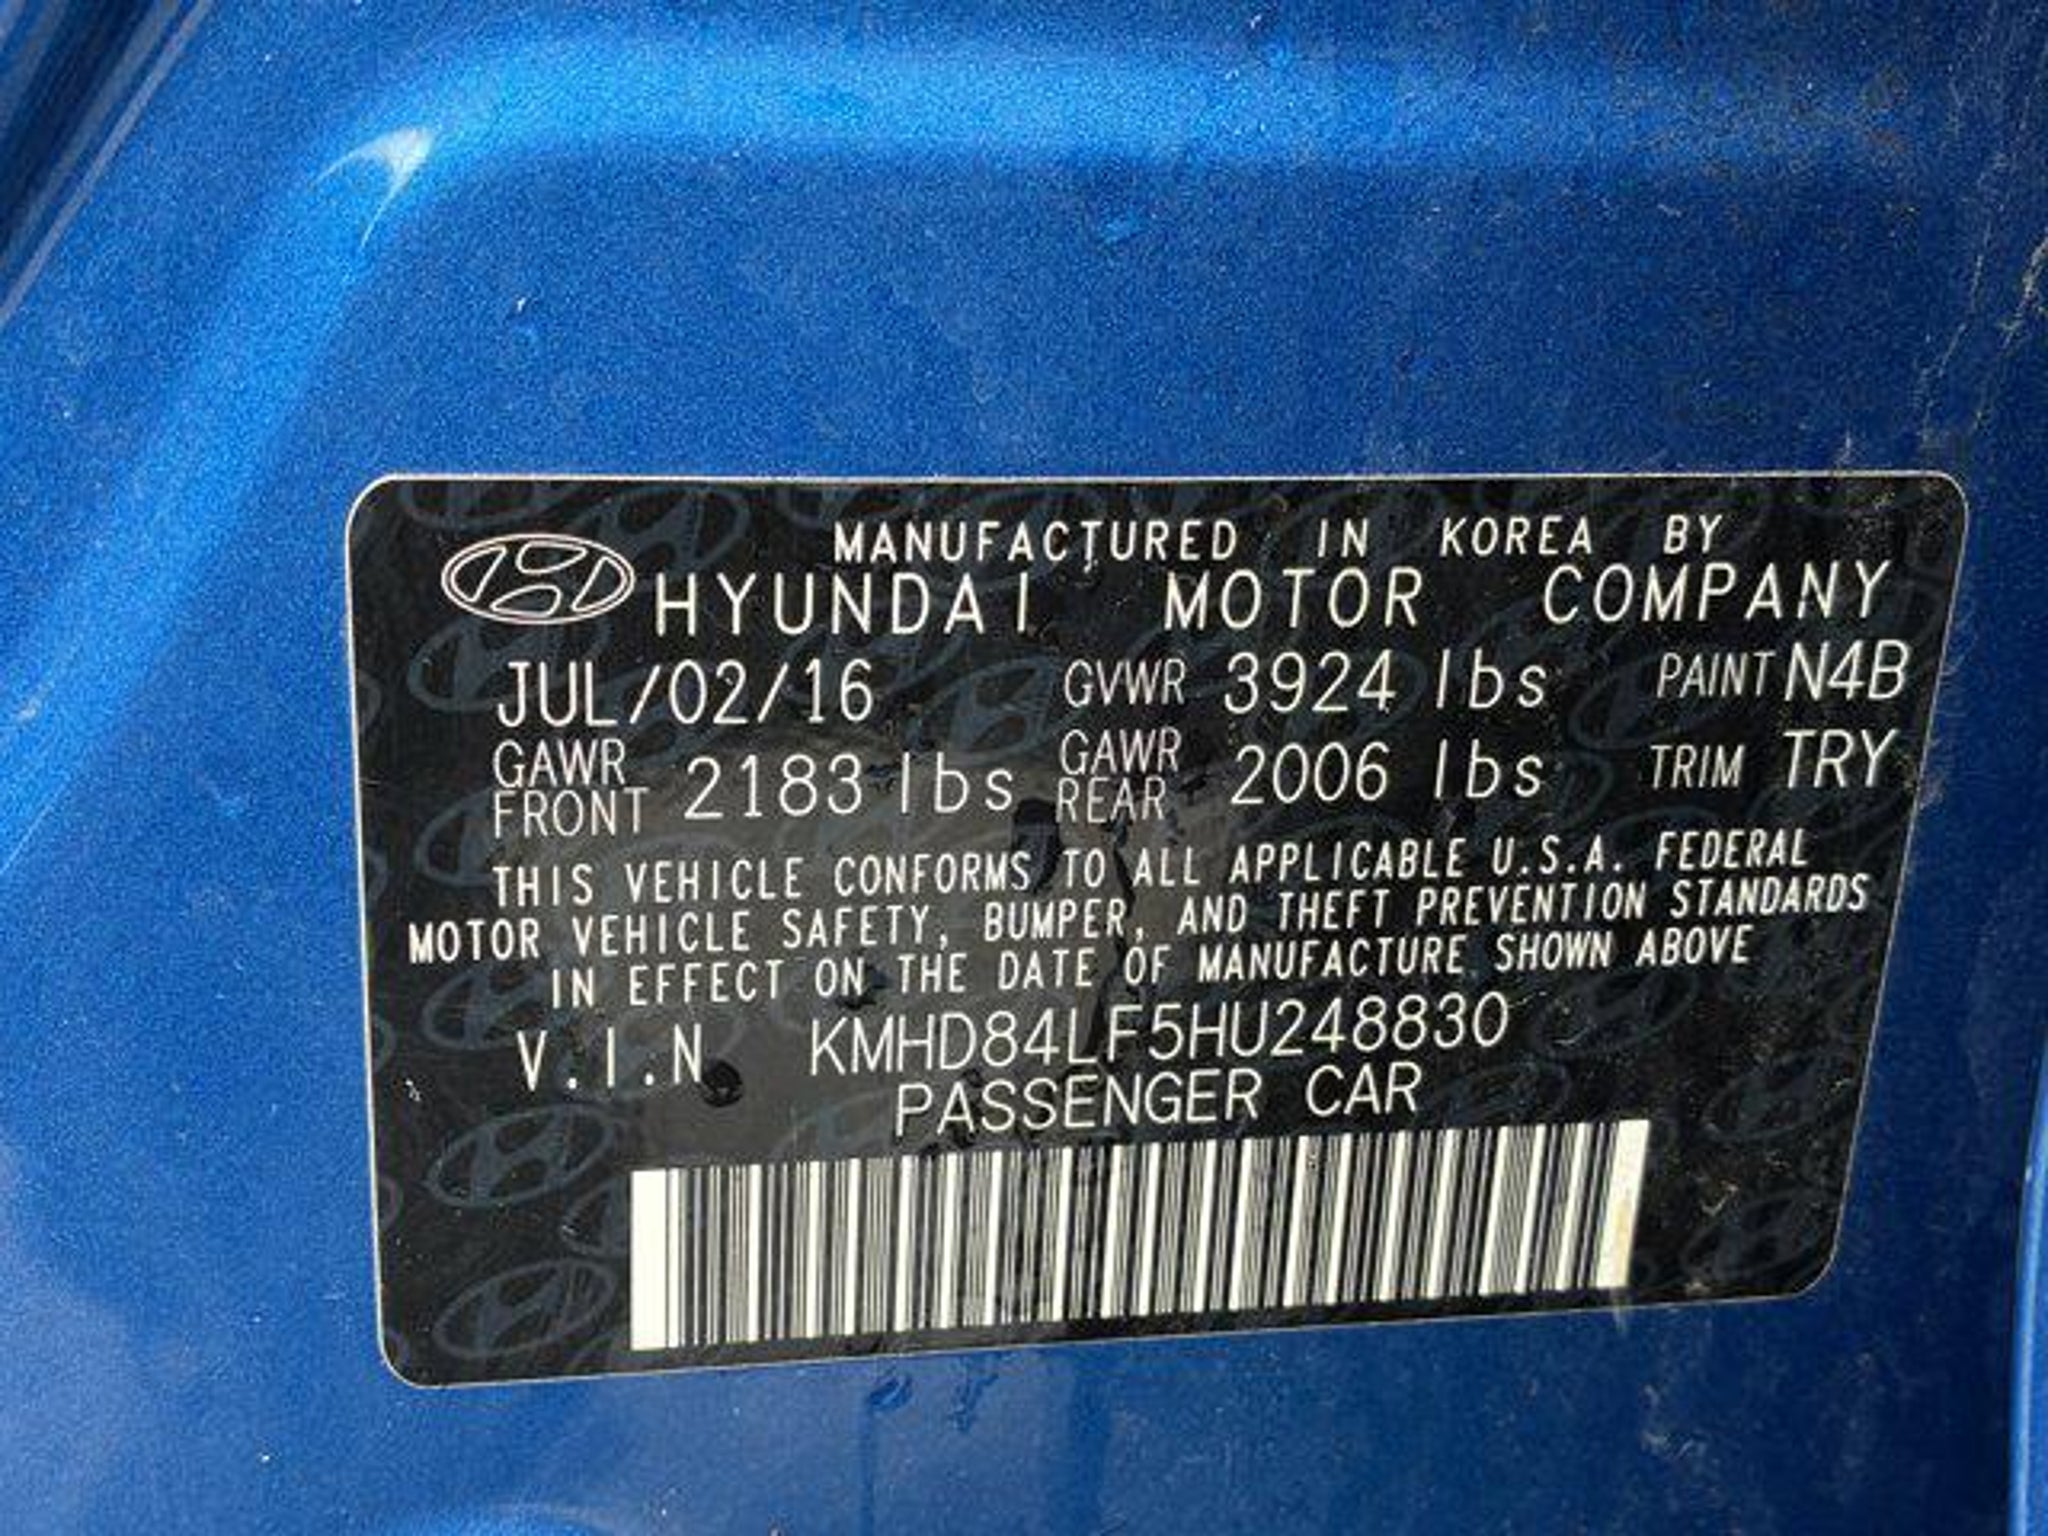 MANUFACTURED IN KOREA BY
HYUNDAI MOTOR COMPANY
JUL/02/16 GVWR 3924 lbs PAINT N4B
GAWR FRONT 2183 lbs GAWR REAR 2006 lbs TRIM TRY
THIS VEHICLE CONFORMS TO ALL APPLICABLE U.S.A. FEDERAL
MOTOR VEHICLE SAFETY, BUMPER, AND THEFT PREVENTION STANDARDS
IN EFFECT ON THE DATE OF MANUFACTURE SHOWN ABOVE
V.I.N KMHD84LF5HU248830
PASSENGER CAR